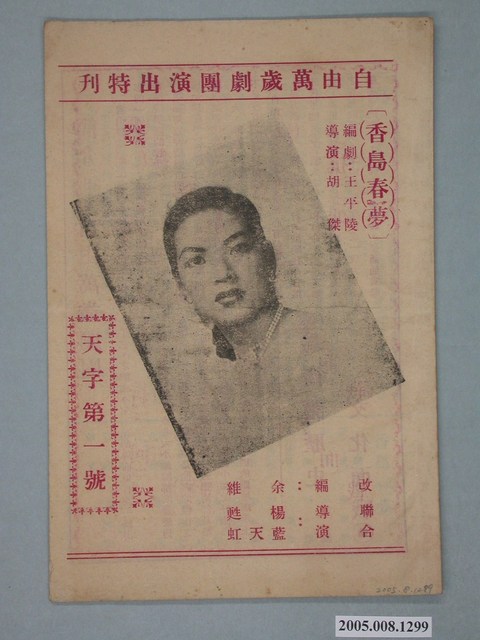 自由萬歲劇團演出特刊
香島春夢
編劇：王平陵
導演：胡傑
天字第一號
聯合
改編導演：
藍天虹
楊甦
余維
2005.008.1299